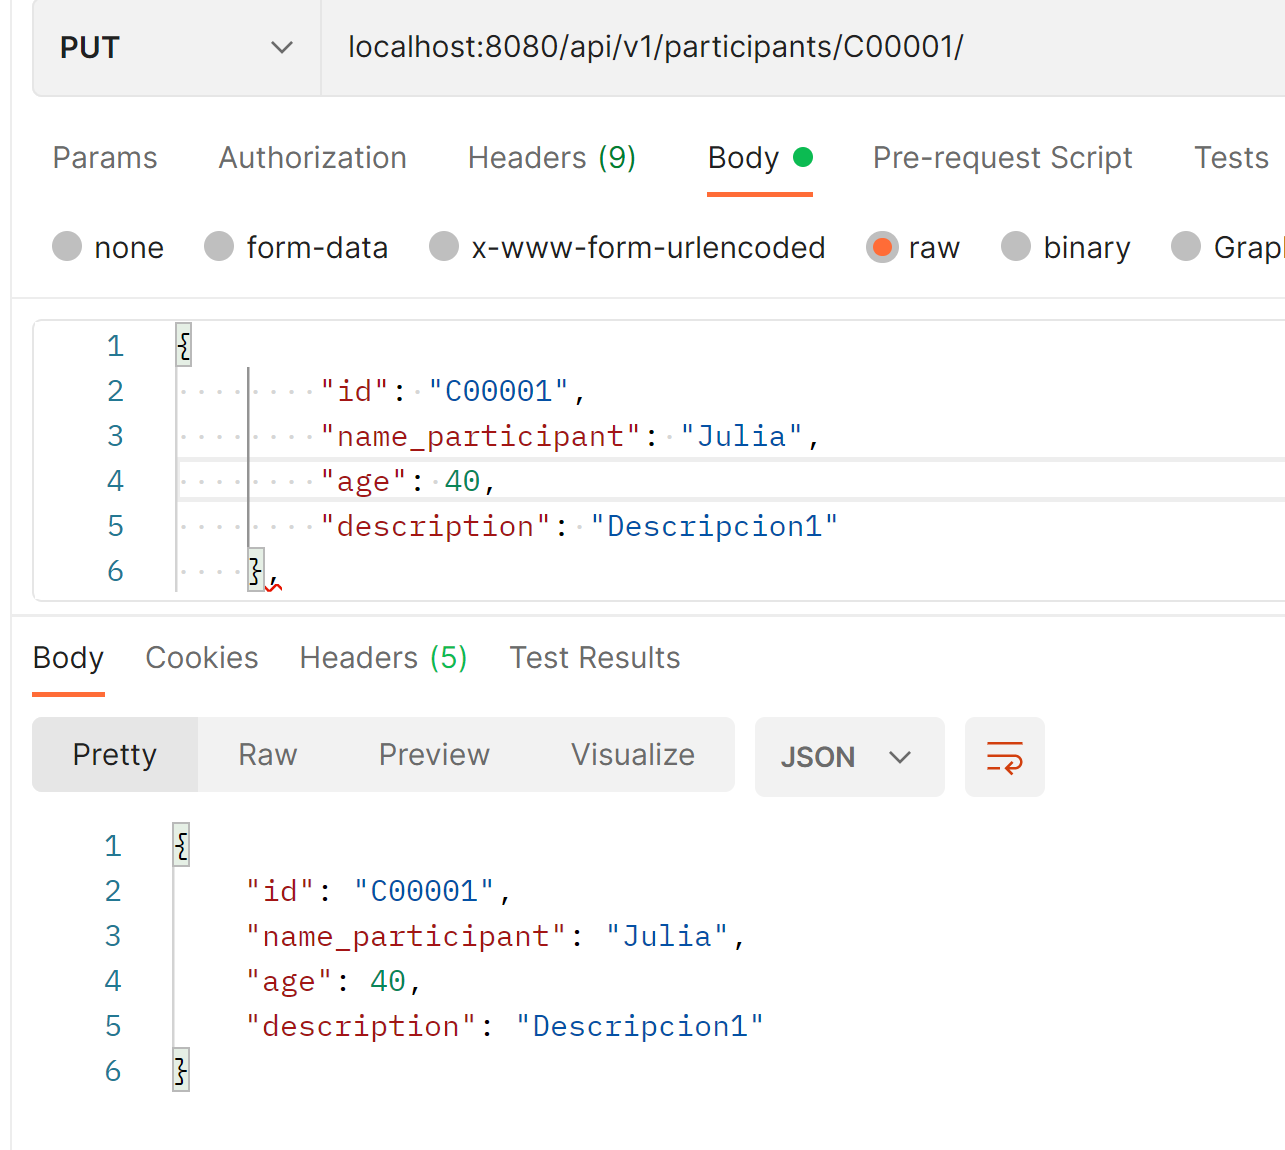 PUT localhost:8080/api/v1/participants/C00001/
Params Authorization Headers (9) Body Pre-request Script Tests
none form-data x-www-form-urlencoded raw binary Grap
1 {
2 "id": "C00001",
3 "name_participant": "Julia",
4 "age": 40,
5 "description": "Descripcion1"
6 },
Body Cookies Headers (5) Test Results
Pretty Raw Preview Visualize JSON
1 {
2 "id": "C00001",
3 "name_participant": "Julia",
4 "age": 40,
5 "description": "Descripcion1"
6 }